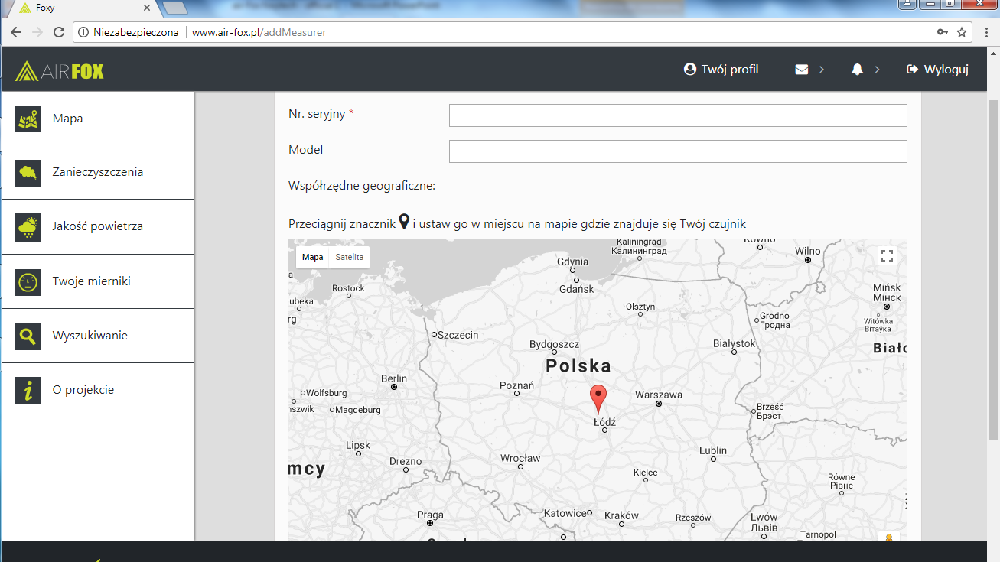 Foxy
Niezabezpieczona www.air-fox.pl/addMeasurer
AIRFOX
Twój profil
Wyloguj
Mapa
Zanieczyszczenia
Jakość powietrza
Twoje mierniki
Wyszukiwanie
O projekcie
Nr. seryjny *
Model
Współrzędne geograficzne:
Przeciągnij znacznik i ustaw go w miejscu na mapie gdzie znajduje się Twój czujnik
Mapa Satelita
Kaliningrad
Калининград
Kowno
Wilno
Gdynia
Gdańsk
Mińsk
Мінск
Rostock
Lubeka
Olsztyn
Grodno
Гродна
Witówka
Вітаўка
Szczecin
Bydgoszcz
Białystok
Biało
Polska
Berlin
Poznań
Wolfsburg
Warszawa
nszwik
Magdeburg
Brześć
Брэст
Łódź
Lipsk
Lublin
Drezno
Wrocław
mcy
Kielce
Równe
Рівне
Praga
Katowice
Kraków
Rzeszów
Lwów
Львів
Tarnopol